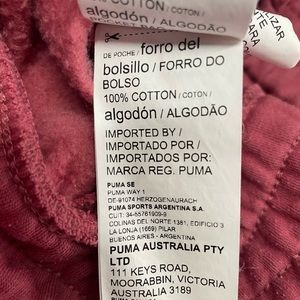 % COTTON / COTON /
algodón / ALGODÃO
DE POCHE / forro del
bolsillo / FORRO DO
BOLSO
100% COTTON / COTON /
algodón / ALGODÃO
IMPORTED BY /
IMPORTADO POR /
IMPORTADO POR:
MARCA REG. PUMA
PUMA SE
PUMA WAY 1
DE-91074 HERZOGENAURACH
PUMA SPORTS ARGENTINA S.A.
CUIT: 34-55761909-9
COLINAS DEL NORTE 1381, EDIFICIO 3
LA LONJA (1669) PILAR
BUENOS AIRES - ARGENTINA
PUMA AUSTRALIA PTY
LTD
111 KEYS ROAD,
MOORABBIN, VICTORIA
AUSTRALIA 3189